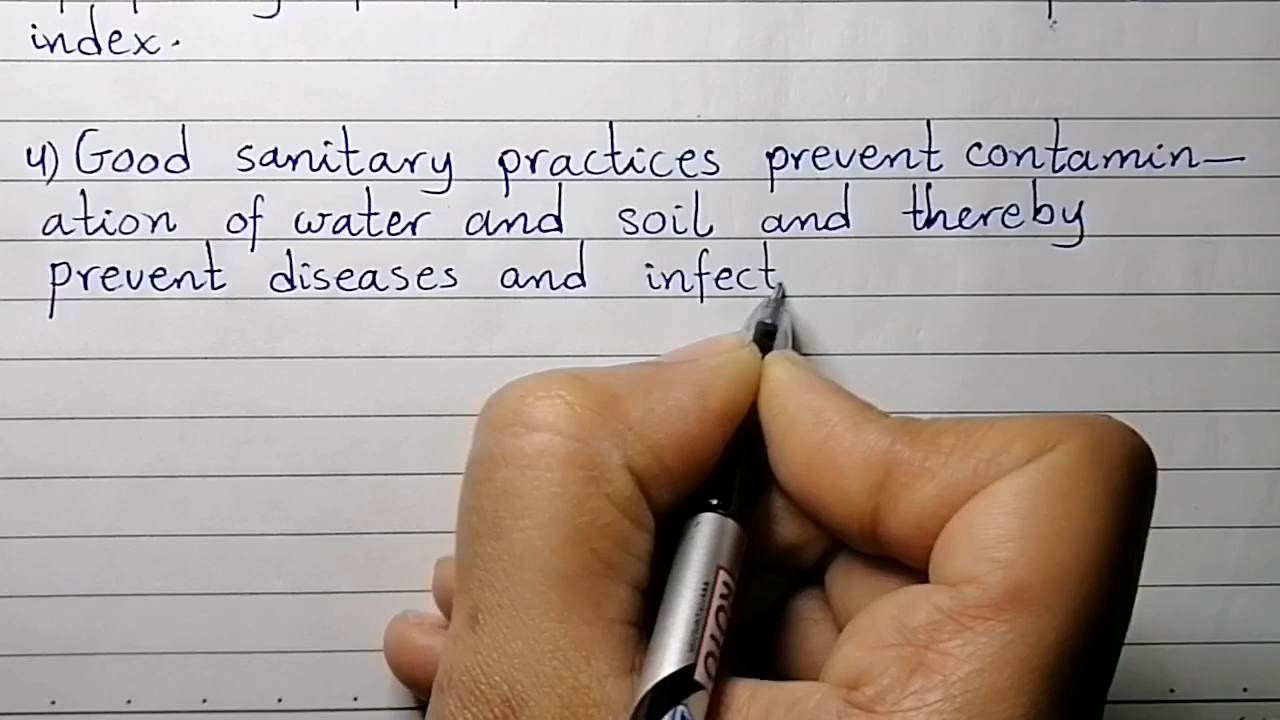 index.
4) Good sanitary practices prevent contamin-
ation of water and soil and thereby
prevent diseases and infect